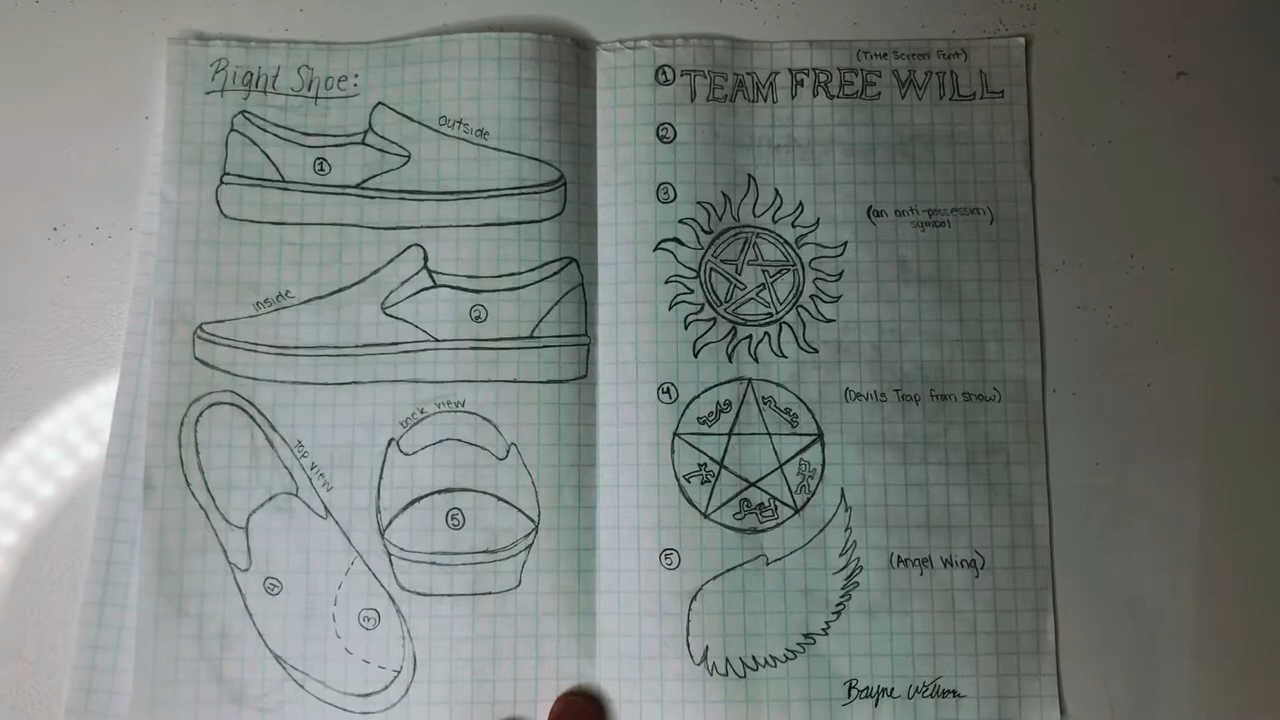 Right Shoe:
outside
①
inside
②
top view
④
③
back view
⑤
(Title Screen Font)
① TEAM FREE WILL
②
③
(an anti-possession)
symbol
④
(Devils Trap from show)
⑤
(Angel Wing)
Bayne